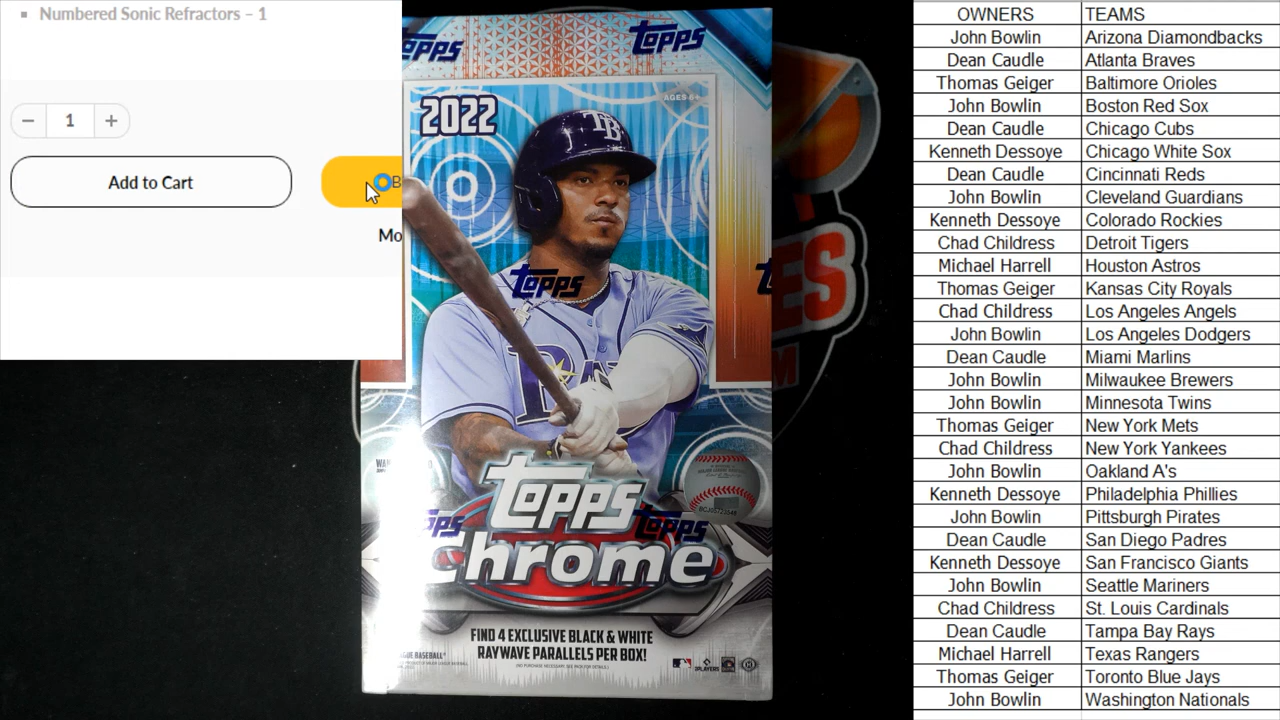 ▪ Numbered Sonic Refractors – 1
− 1 +
Add to Cart
B
Mo
OPPS
TOPPS
AGES 6+
2022
TB
TOPPS
ES
M
TOPPS
Chrome
FIND 4 EXCLUSIVE BLACK & WHITE
RAYWAVE PARALLELS PER BOX!
OWNERS TEAMS
John Bowlin Arizona Diamondbacks
Dean Caudle Atlanta Braves
Thomas Geiger Baltimore Orioles
John Bowlin Boston Red Sox
Dean Caudle Chicago Cubs
Kenneth Dessoye Chicago White Sox
Dean Caudle Cincinnati Reds
John Bowlin Cleveland Guardians
Kenneth Dessoye Colorado Rockies
Chad Childress Detroit Tigers
Michael Harrell Houston Astros
Thomas Geiger Kansas City Royals
Chad Childress Los Angeles Angels
John Bowlin Los Angeles Dodgers
Dean Caudle Miami Marlins
John Bowlin Milwaukee Brewers
John Bowlin Minnesota Twins
Thomas Geiger New York Mets
Chad Childress New York Yankees
John Bowlin Oakland A's
Kenneth Dessoye Philadelphia Phillies
John Bowlin Pittsburgh Pirates
Dean Caudle San Diego Padres
Kenneth Dessoye San Francisco Giants
John Bowlin Seattle Mariners
Chad Childress St. Louis Cardinals
Dean Caudle Tampa Bay Rays
Michael Harrell Texas Rangers
Thomas Geiger Toronto Blue Jays
John Bowlin Washington Nationals